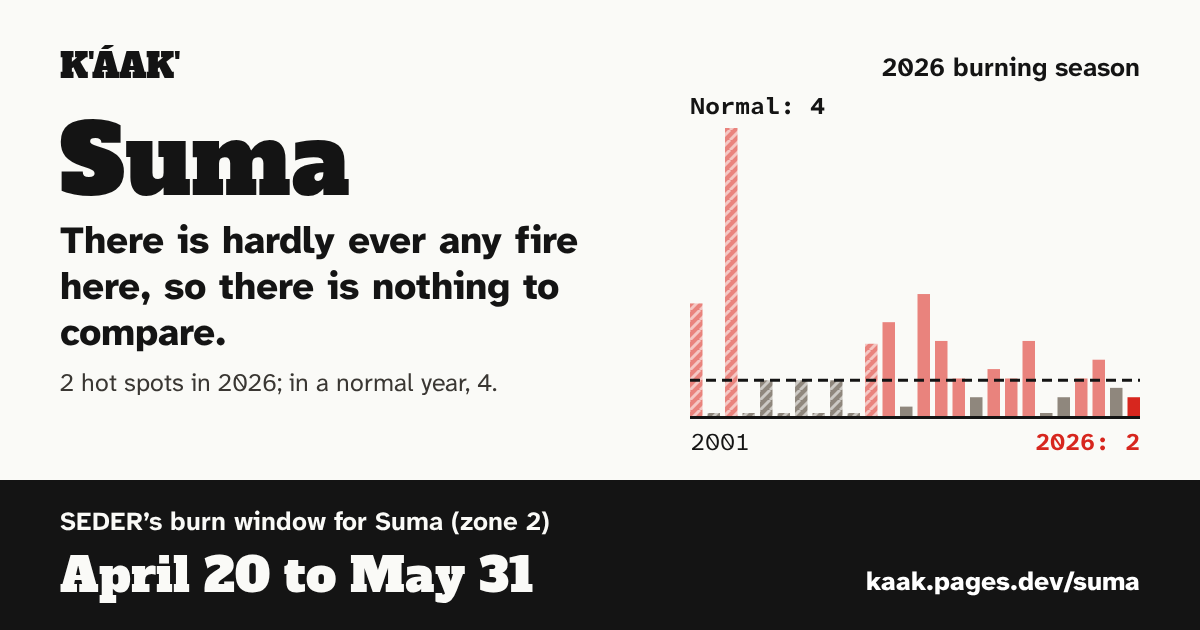 K'ÁAK'
Suma
There is hardly ever any fire
here, so there is nothing to
compare.
2 hot spots in 2026; in a normal year, 4.
2026 burning season
Normal: 4
2001
2026: 2
SEDER’s burn window for Suma (zone 2)
April 20 to May 31
kaak.pages.dev/suma